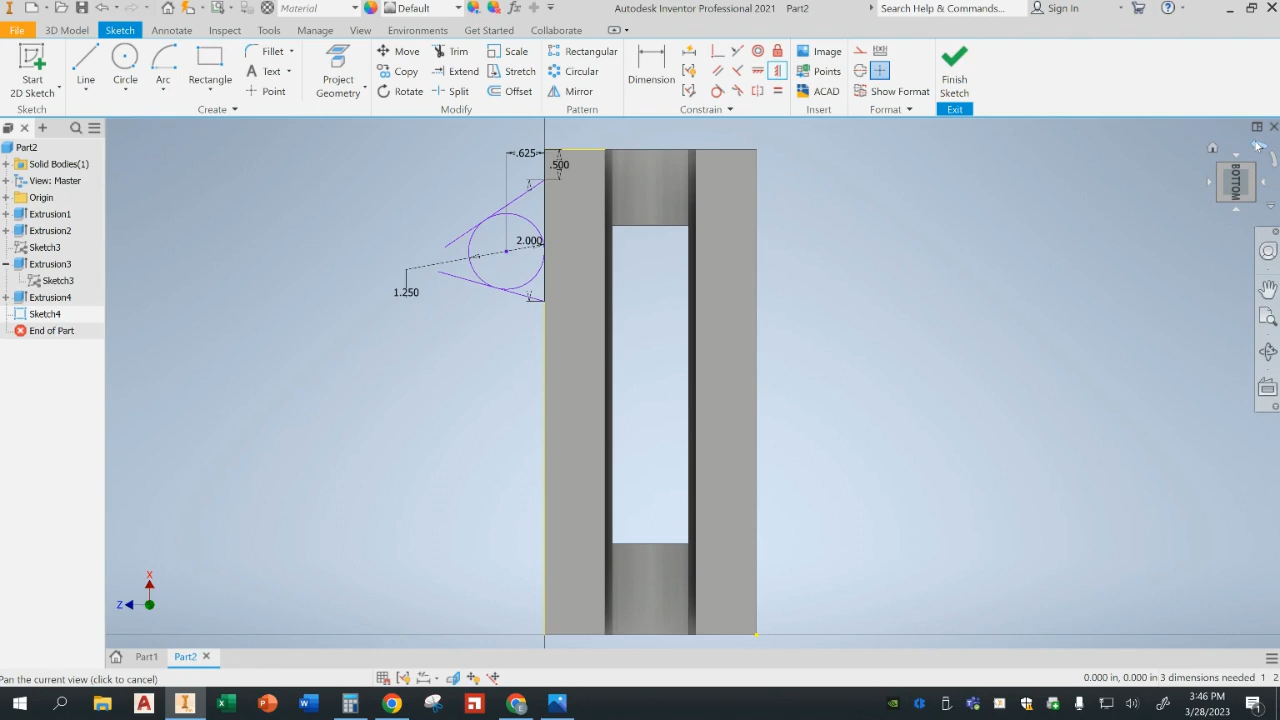 Material
Default
Autodesk Inventor Professional 2021 Part2
Search Help & Commands...
Sign In
File
3D Model
Sketch
Annotate
Inspect
Tools
Manage
View
Environments
Get Started
Collaborate
Start
2D Sketch
Line
Circle
Arc
Rectangle
Fillet
Text
Point
Project
Geometry
Move
Copy
Rotate
Trim
Extend
Split
Scale
Stretch
Offset
Rectangular
Circular
Mirror
Dimension
Image
Points
ACAD
Show Format
Finish
Sketch
Sketch
Create
Modify
Pattern
Constrain
Insert
Format
Exit
Part2
Solid Bodies(1)
View: Master
Origin
Extrusion1
Extrusion2
Sketch3
Extrusion3
Sketch3
Extrusion4
Sketch4
End of Part
.625
.500
2.000
1.250
BOTTOM
X
Z
Part1
Part2
Pan the current view (click to cancel)
0.000 in, 0.000 in 3 dimensions needed 1 2
3:46 PM
3/28/2023